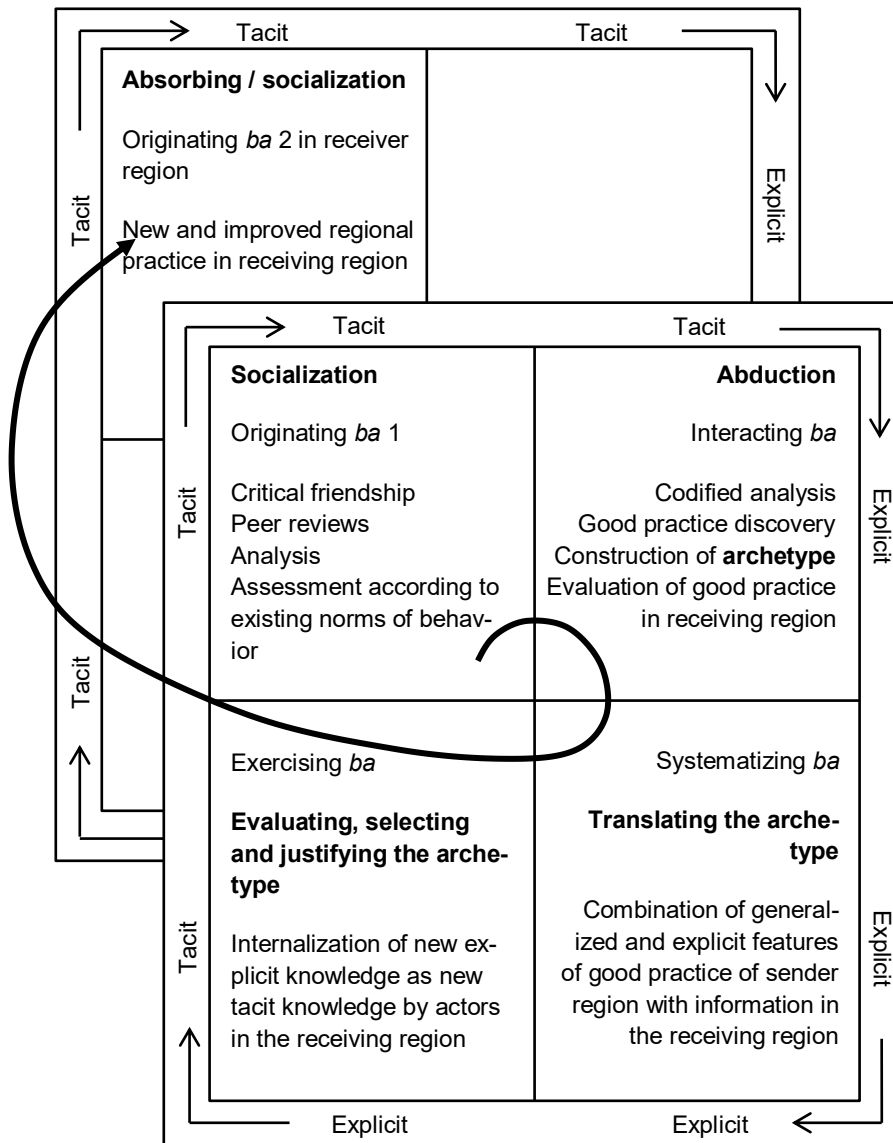 Tacit
Tacit
Absorbing / socialization
Originating ba 2 in receiver
region
New and improved regional
practice in receiving region
Tacit
Explicit
Tacit
Tacit
Tacit
Socialization
Originating ba 1
Critical friendship
Peer reviews
Analysis
Assessment according to
existing norms of behav-
ior
Tacit
Abduction
Interacting ba
Codified analysis
Good practice discovery
Construction of archetype
Evaluation of good practice
in receiving region
Explicit
Exercising ba
Evaluating, selecting
and justifying the arche-
type
Internalization of new ex-
plicit knowledge as new
tacit knowledge by actors
in the receiving region
Tacit
Systematizing ba
Translating the arche-
type
Combination of general-
ized and explicit features
of good practice of sender
region with information in
the receiving region
Explicit
Explicit
Explicit